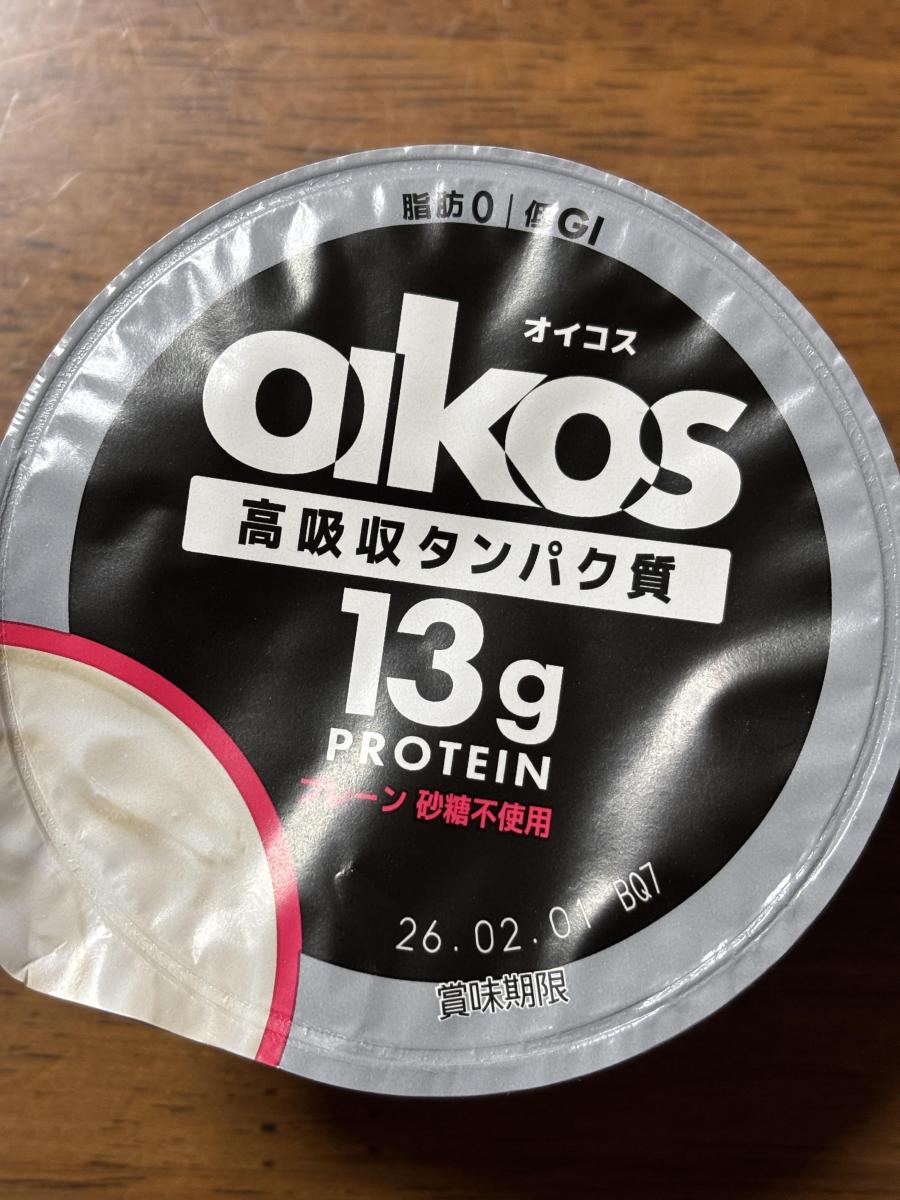 脂肪0|低GI
オイコス
oikos
高吸収タンパク質
13g
PROTEIN
プレーン 砂糖不使用
26.02.01 BQ7
賞味期限